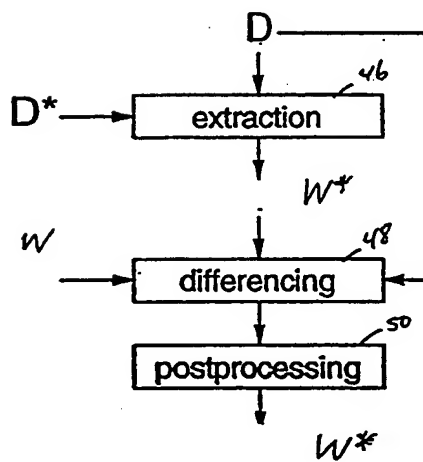 D
46
D* extraction
W*
W 48
differencing
50
postprocessing
W*